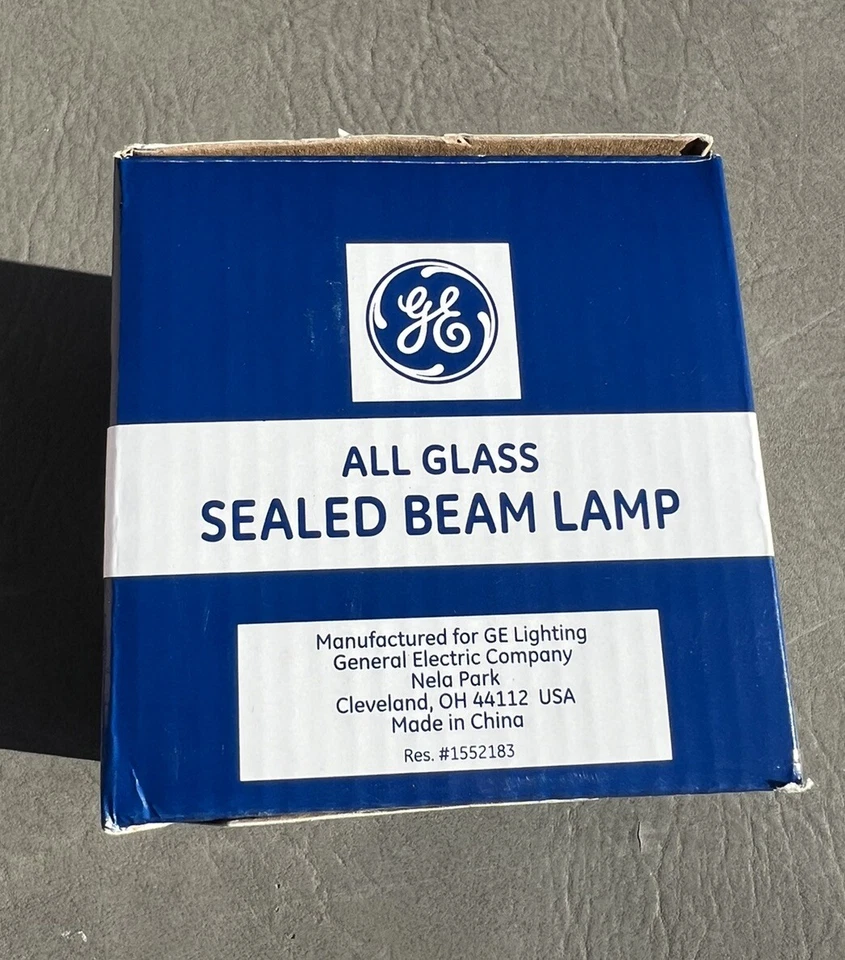 GE
ALL GLASS
SEALED BEAM LAMP
Manufactured for GE Lighting
General Electric Company
Nela Park
Cleveland, OH 44112 USA
Made in China
Res. #1552183